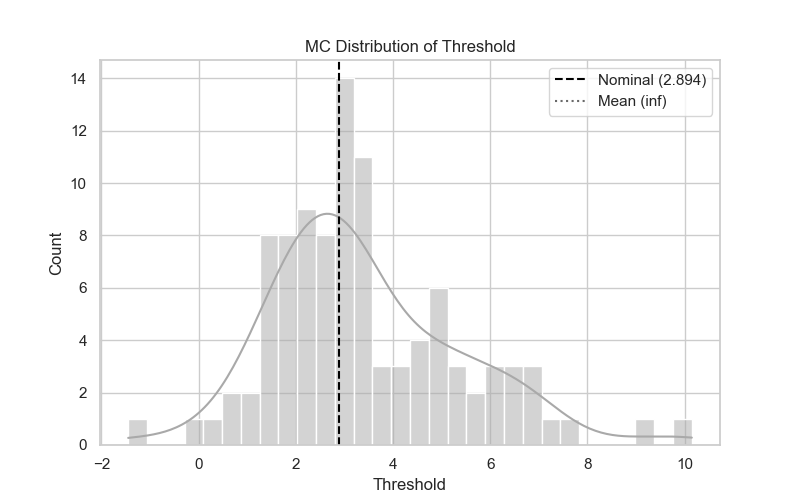 MC Distribution of Threshold
Nominal (2.894)
Mean (inf)
Count
14
12
10
8
6
4
2
0
−2 0 2 4 6 8 10
Threshold